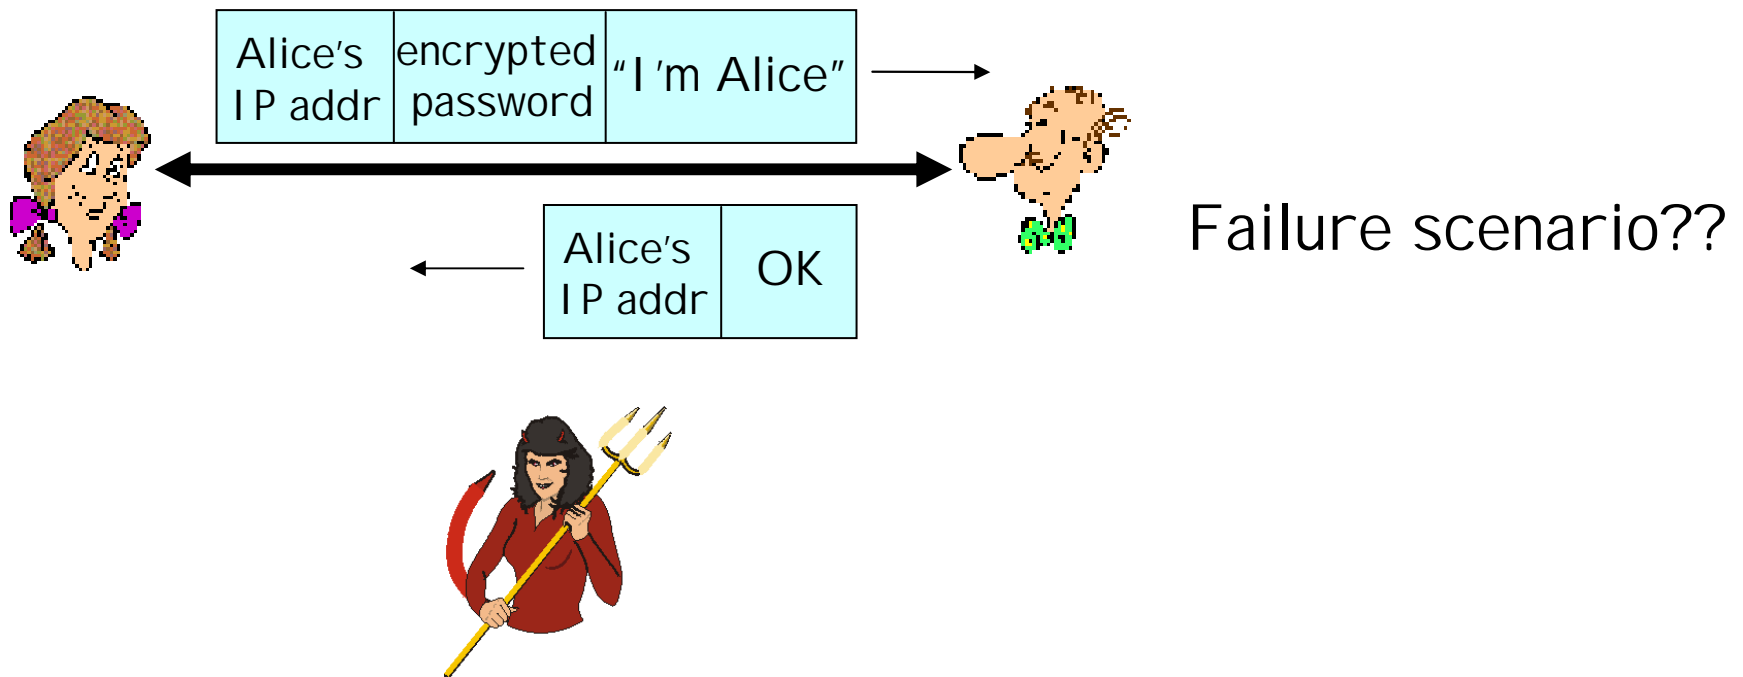 Alice's
IP addr
encrypted
password
“I'm Alice”
Alice's
IP addr
OK
Failure scenario??